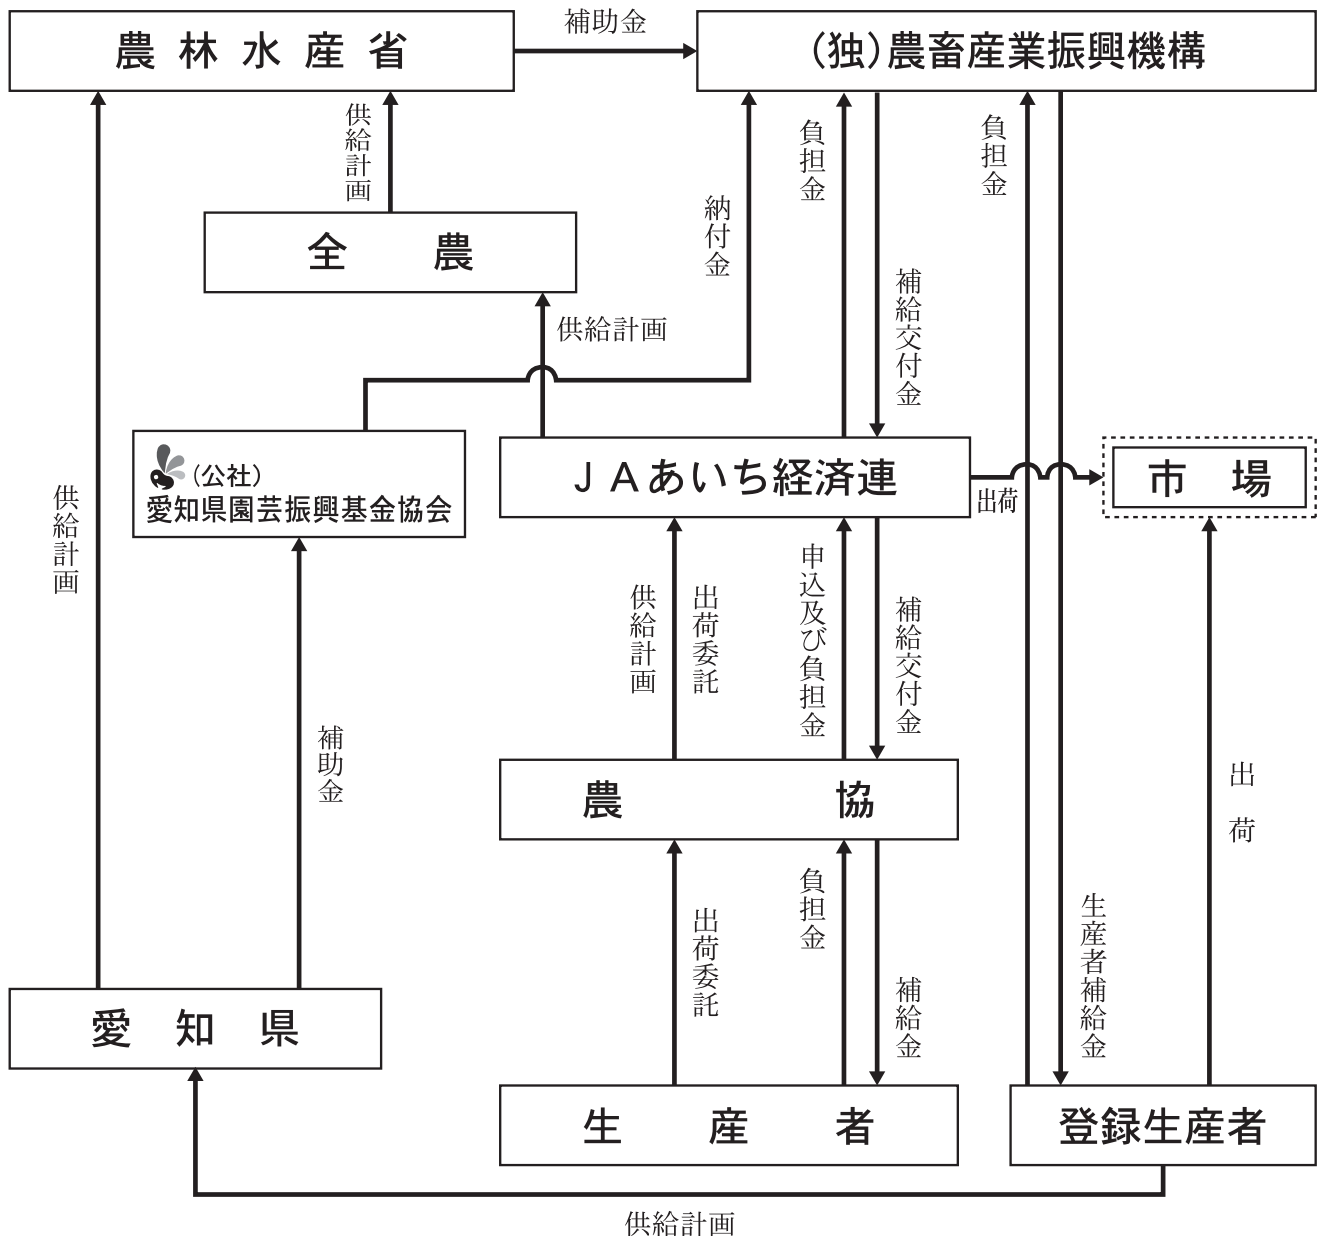 農林水産省
補助金
(独)農畜産業振興機構
供給計画
負担金
負担金
納付金
全農
補給交付金
供給計画
(公社)
愛知県園芸振興基金協会
JAあいち経済連
出荷
市場
供給計画
供給計画
出荷委託
申込及び負担金
補給交付金
補助金
農協
出荷
出荷委託
負担金
補給金
生産者補給金
愛知県
生産者
登録生産者
供給計画